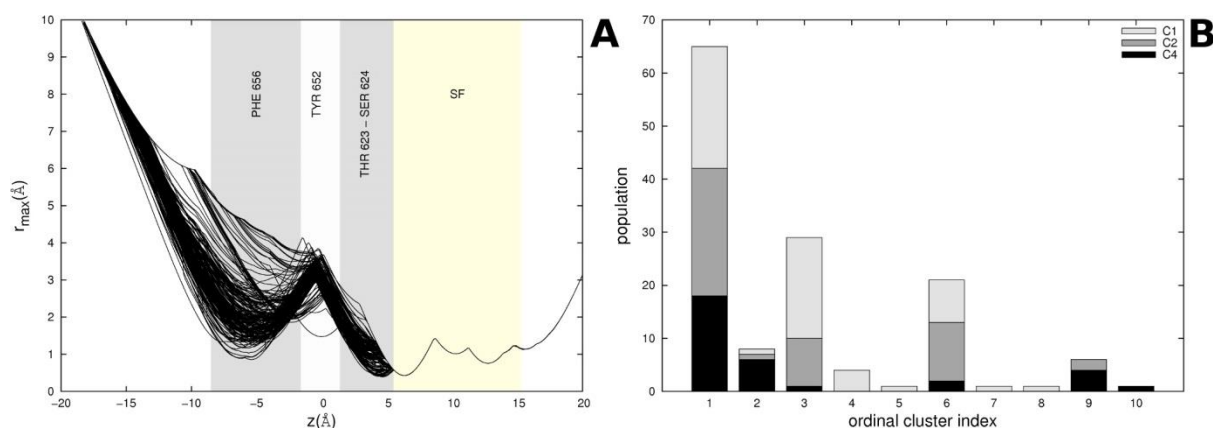 A
B
10
9
8
7
6
5
4
3
2
1
0
r_max(Å)
PHE 656
TYR 652
THR 623 – SER 624
SF
−20 −15 −10 −5 0 5 10 15 20
z(Å)
70
60
50
40
30
20
10
0
population
C1
C2
C4
1 2 3 4 5 6 7 8 9 10
ordinal cluster index